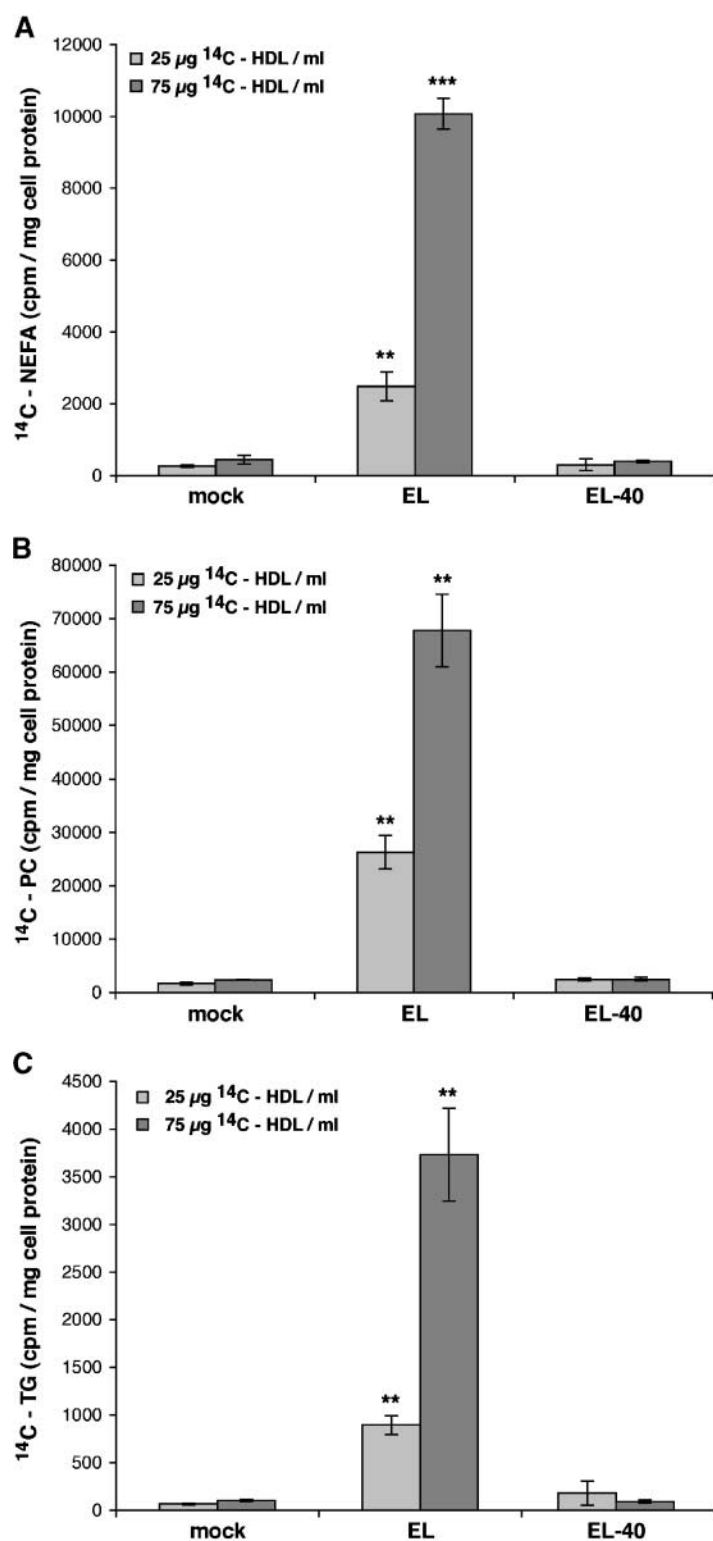 A
12000
10000
8000
6000
4000
2000
0
14C - NEFA (cpm / mg cell protein)
25 µg 14C - HDL / ml
75 µg 14C - HDL / ml
**
***
mock EL EL-40
B
80000
70000
60000
50000
40000
30000
20000
10000
0
14C - PC (cpm / mg cell protein)
25 µg 14C - HDL / ml
75 µg 14C - HDL / ml
**
**
mock EL EL-40
C
4500
4000
3500
3000
2500
2000
1500
1000
500
0
14C - TG (cpm / mg cell protein)
25 µg 14C - HDL / ml
75 µg 14C - HDL / ml
**
**
mock EL EL-40